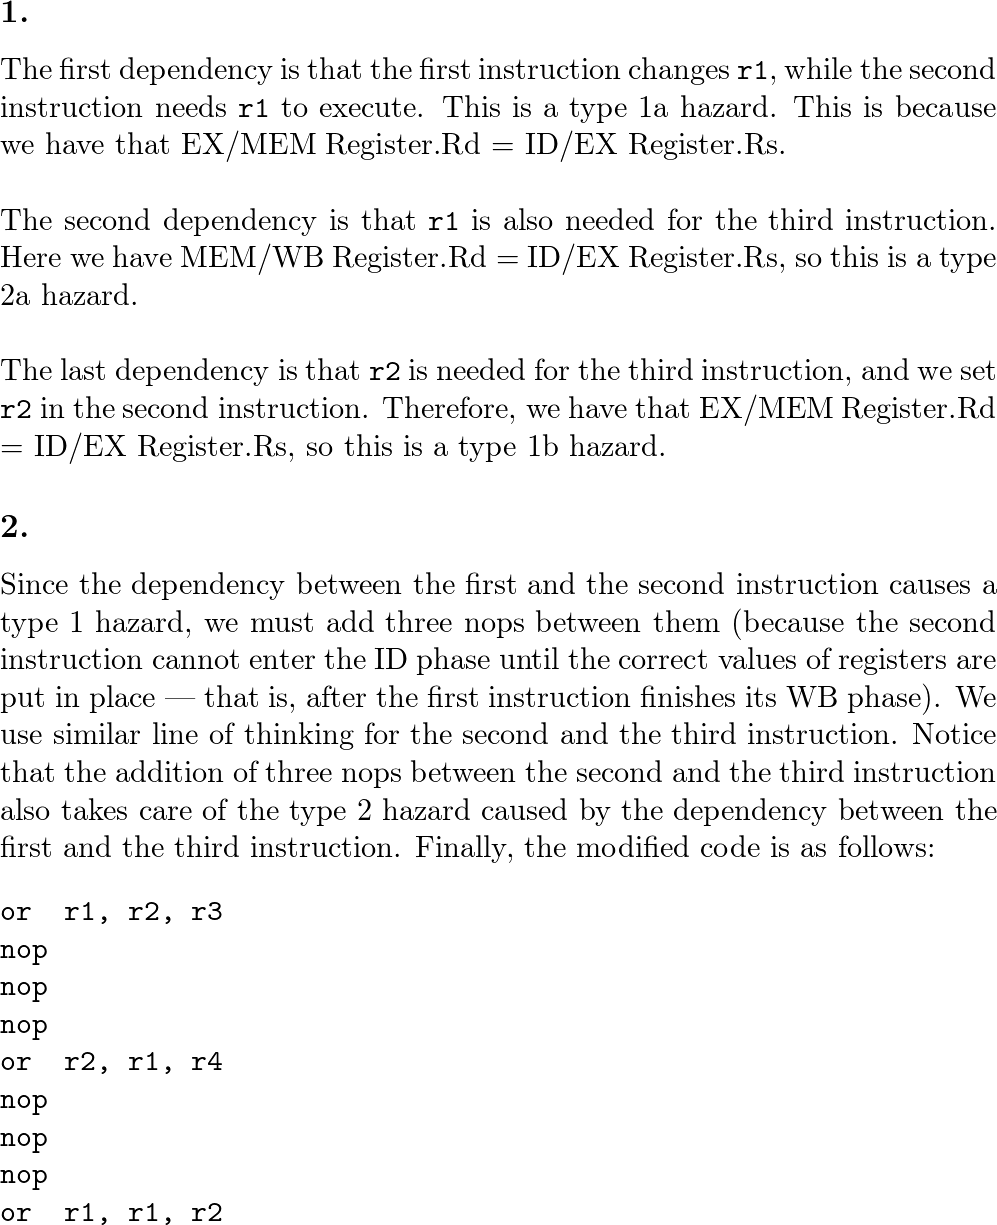 1.
The first dependency is that the first instruction changes r1, while the second
instruction needs r1 to execute. This is a type 1a hazard. This is because
we have that EX/MEM Register.Rd = ID/EX Register.Rs.
The second dependency is that r1 is also needed for the third instruction.
Here we have MEM/WB Register.Rd = ID/EX Register.Rs, so this is a type
2a hazard.
The last dependency is that r2 is needed for the third instruction, and we set
r2 in the second instruction. Therefore, we have that EX/MEM Register.Rd
= ID/EX Register.Rs, so this is a type 1b hazard.
2.
Since the dependency between the first and the second instruction causes a
type 1 hazard, we must add three nops between them (because the second
instruction cannot enter the ID phase until the correct values of registers are
put in place — that is, after the first instruction finishes its WB phase). We
use similar line of thinking for the second and the third instruction. Notice
that the addition of three nops between the second and the third instruction
also takes care of the type 2 hazard caused by the dependency between the
first and the third instruction. Finally, the modified code is as follows:
or  r1, r2, r3
nop
nop
nop
or  r2, r1, r4
nop
nop
nop
or  r1, r1, r2